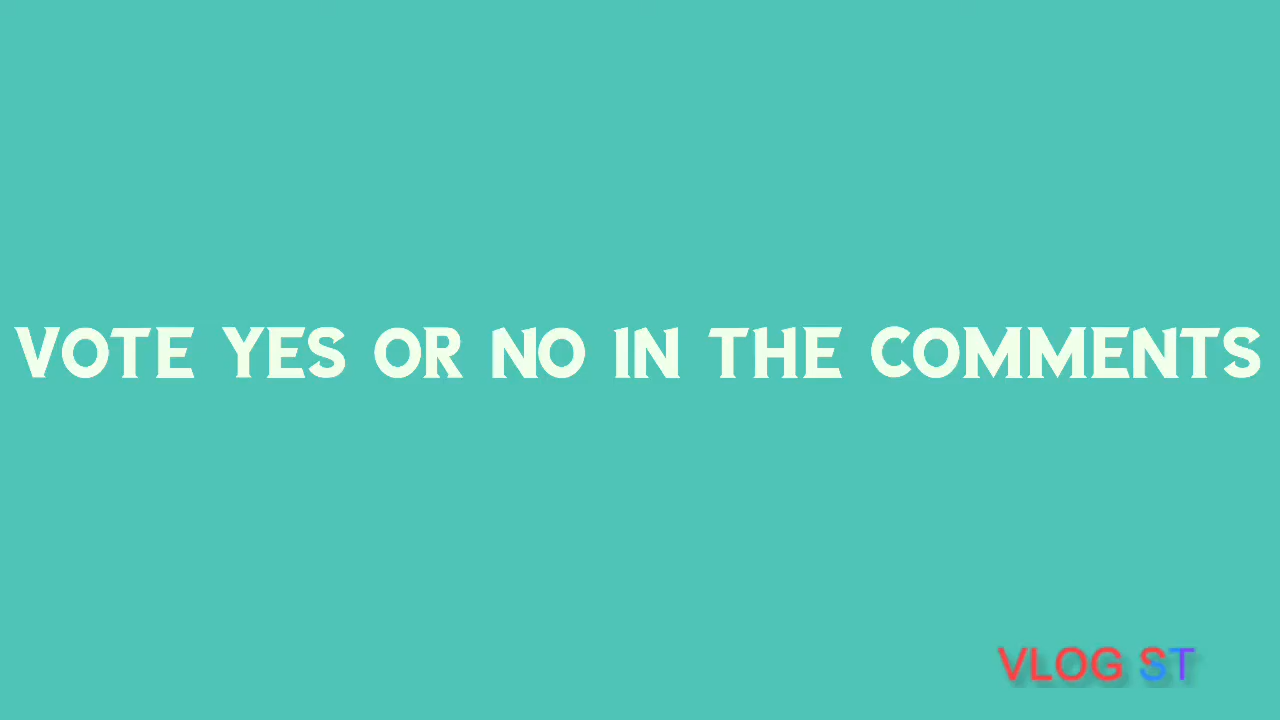 VOTE YES OR NO IN THE COMMENTS
VLOG ST